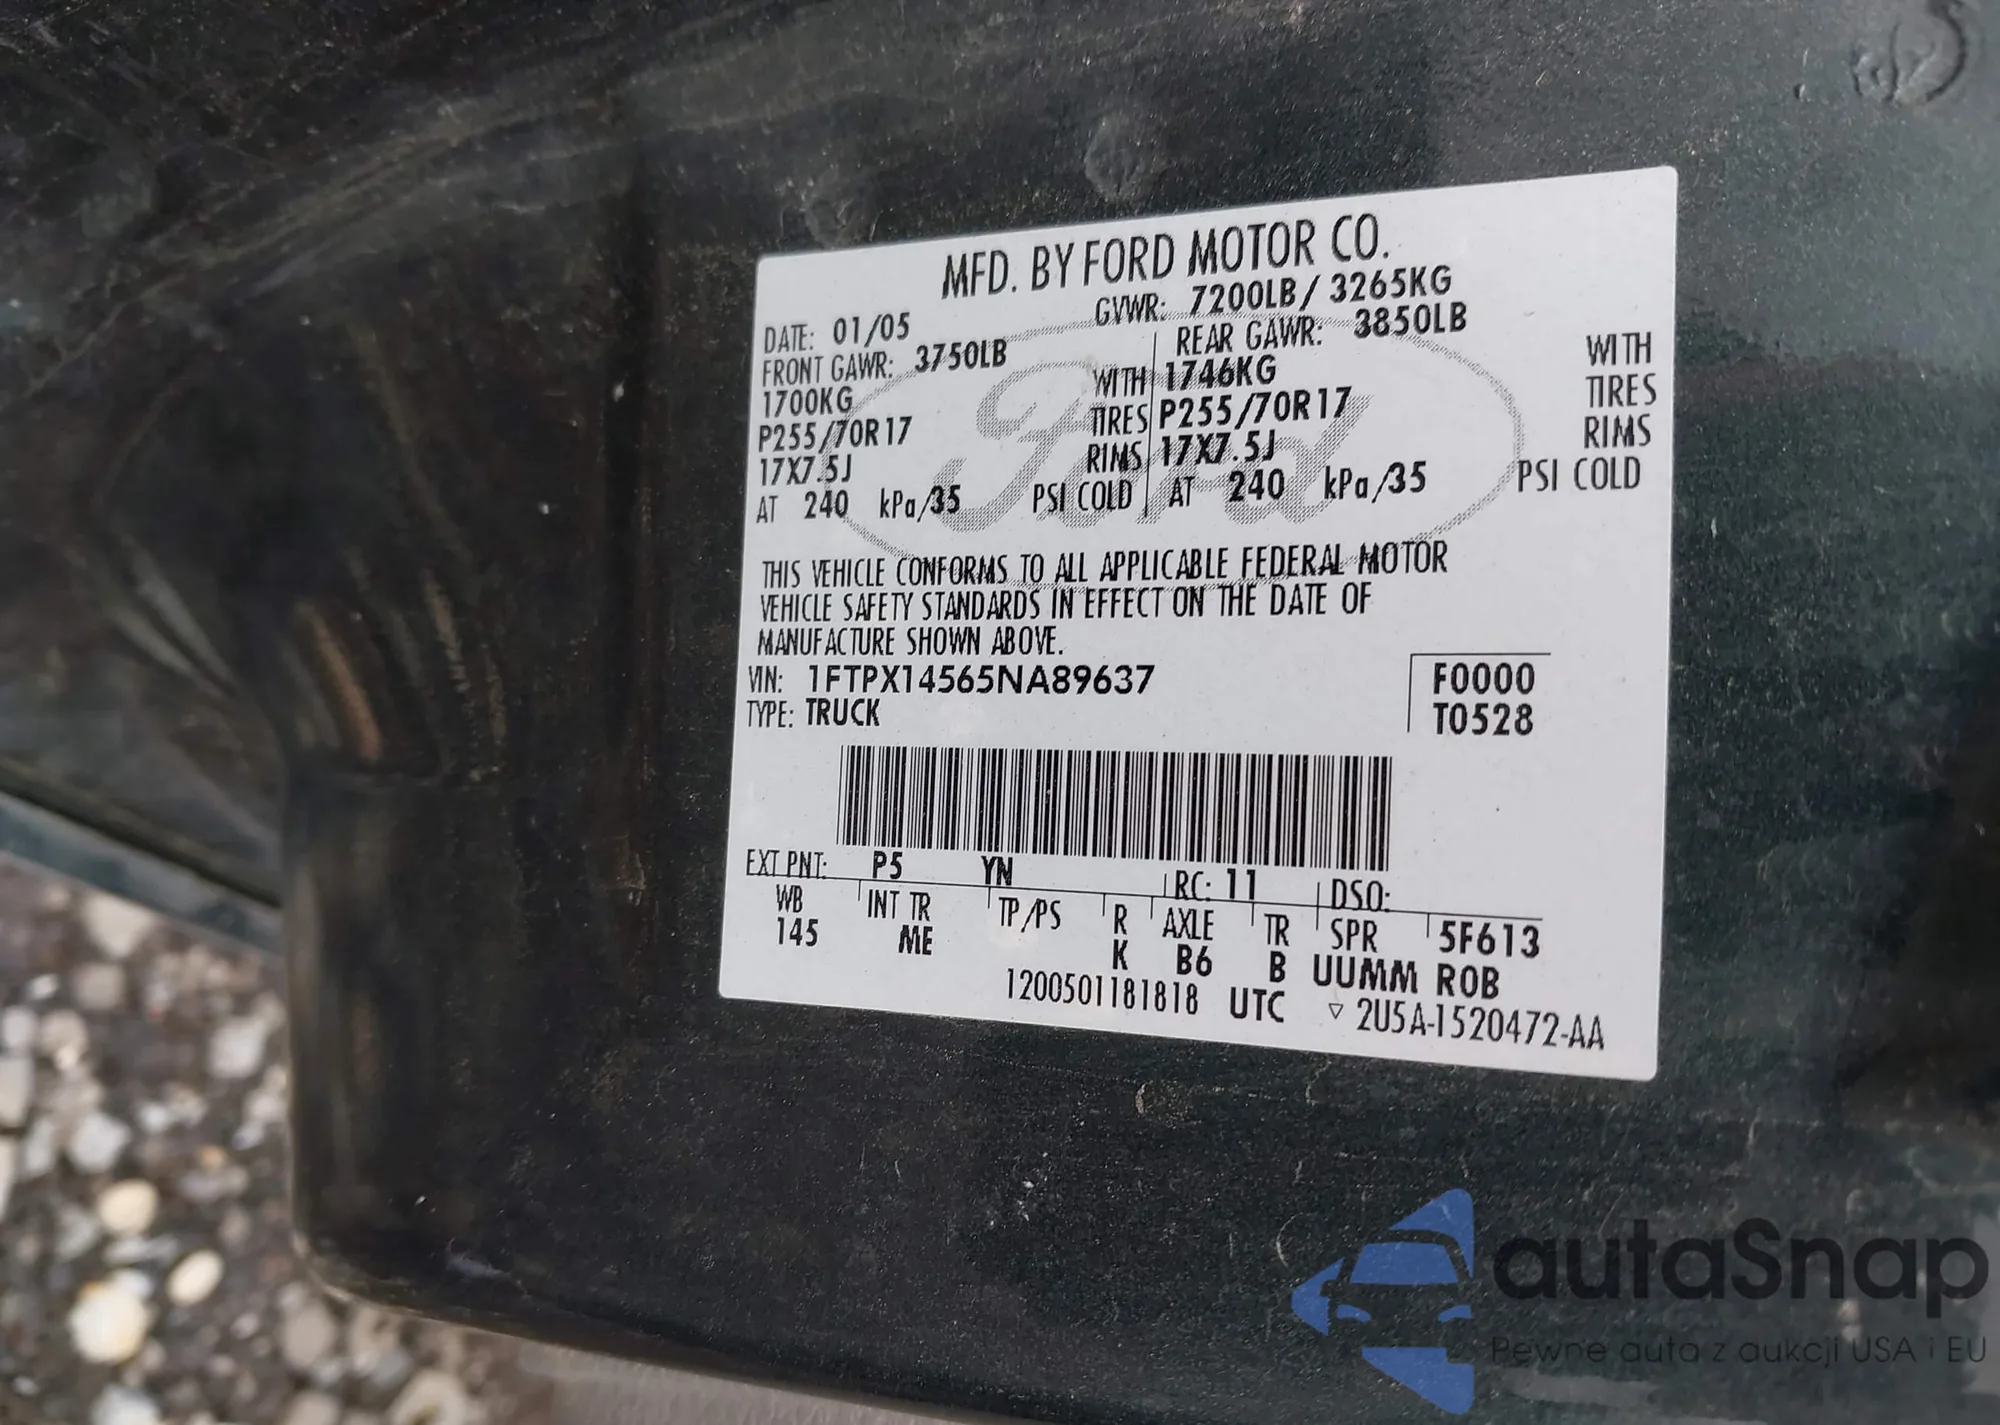 MFD. BY FORD MOTOR CO.
DATE: 01/05 GVWR: 7200LB/ 3265KG
FRONT GAWR: 3750LB REAR GAWR: 3850LB
1700KG WITH 1746KG WITH
P255/70R17 TIRES P255/70R17 TIRES
17X7.5J RIMS 17X7.5J RIMS
AT 240 kPa/35 PSI COLD AT 240 kPa/35 PSI COLD
Ford
THIS VEHICLE CONFORMS TO ALL APPLICABLE FEDERAL MOTOR
VEHICLE SAFETY STANDARDS IN EFFECT ON THE DATE OF
MANUFACTURE SHOWN ABOVE.
VIN: 1FTPX14565NA89637 F0000
TYPE: TRUCK T0528
EXT PNT: P5 YN RC: 11 DSO:
WB INT TR TP/PS R AXLE TR SPR 5F613
145 ME K B6 B UUMM ROB
1200501181818 UTC ▽ 2U5A-1520472-AA
autaSnap
Pewne auta z aukcji USA i EU